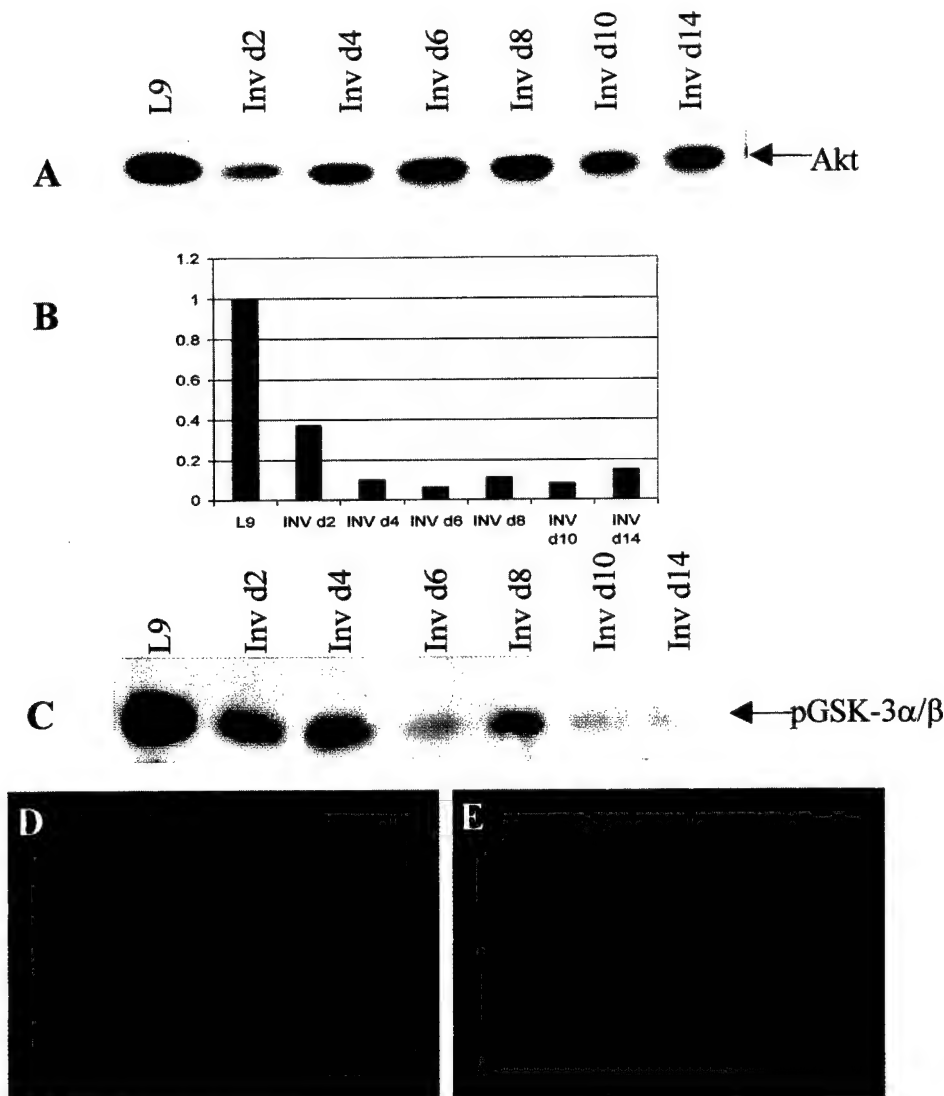 L9 Inv d2 Inv d4 Inv d6 Inv d8 Inv d10 Inv d14
A
Akt
B
1.2
1
0.8
0.6
0.4
0.2
0
L9 INV d2 INV d4 INV d6 INV d8 INV d10 INV d14
L9 Inv d2 Inv d4 Inv d6 Inv d8 Inv d10 Inv d14
C
pGSK-3α/β
D E